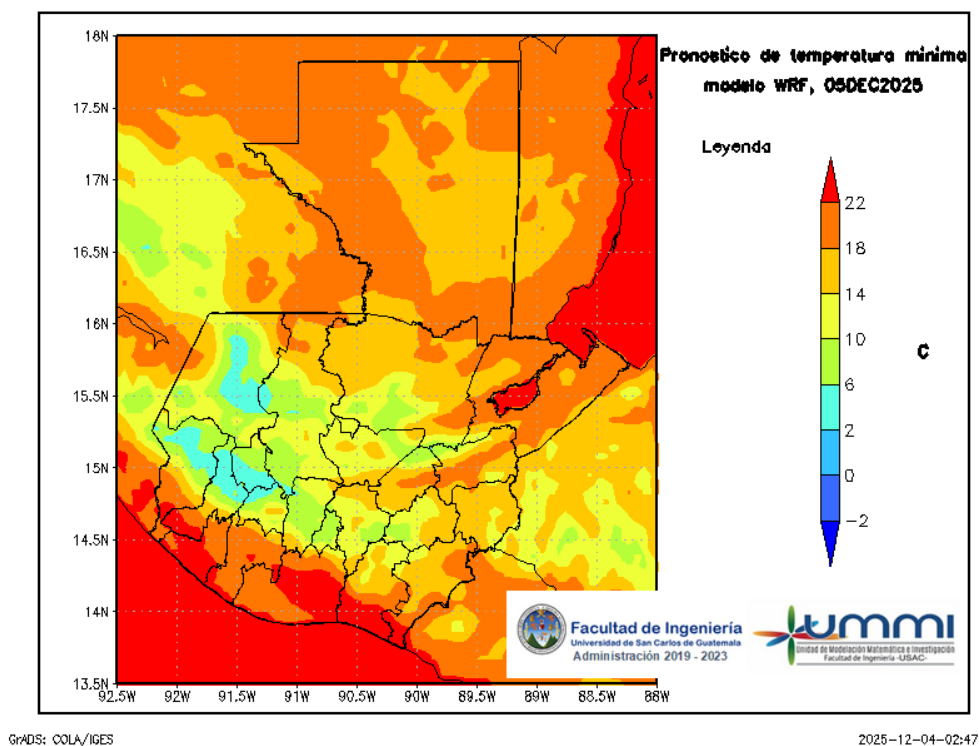 Pronostico de temperatura minima
modelo WRF, 05DEC2025
Leyenda
22
18
14
10
6
2
0
−2
C
18N
17.5N
17N
16.5N
16N
15.5N
15N
14.5N
14N
13.5N
92.5W 92W 91.5W 91W 90.5W 90W 89.5W 89W 88.5W 88W
Facultad de Ingeniería
Universidad de San Carlos de Guatemala
Administración 2019 - 2023
ummi
Unidad de Modelación Matemática e Investigación
Facultad de Ingeniería -USAC-
GrADS: COLA/IGES
2025-12-04-02:47